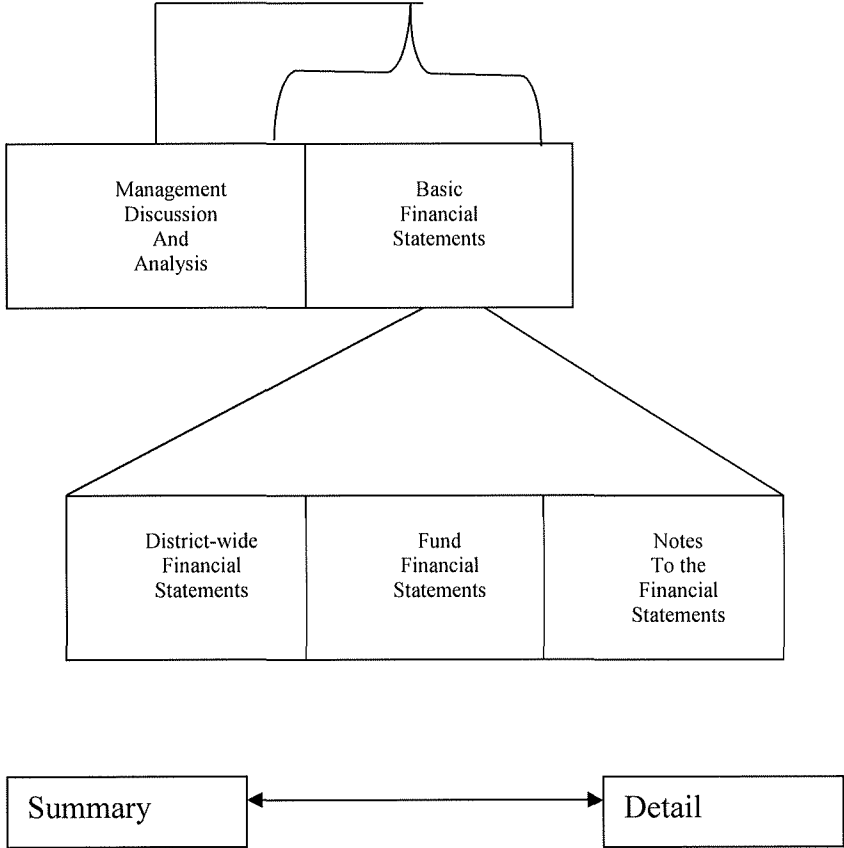 Management
Discussion
And
Analysis
Basic
Financial
Statements
District-wide
Financial
Statements
Fund
Financial
Statements
Notes
To the
Financial
Statements
Summary
Detail